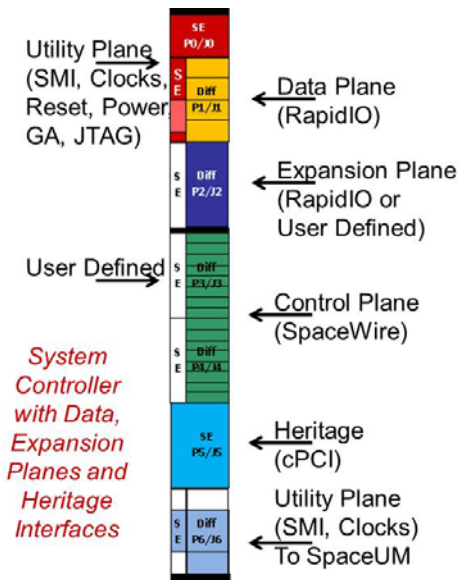 SE
P0/J0
Utility Plane
(SMI, Clocks,
Reset, Power,
GA, JTAG)
S
E
Diff
P1/J1
Data Plane
(RapidIO)
S
E
Diff
P2/J2
Expansion Plane
(RapidIO or
User Defined)
User Defined
S
E
Diff
P3/J3
Control Plane
(SpaceWire)
S
E
Diff
P4/J4
System
Controller
with Data,
Expansion
Planes and
Heritage
Interfaces
SE
P5/J5
Heritage
(cPCI)
S
E
Diff
P6/J6
Utility Plane
(SMI, Clocks)
To SpaceUM